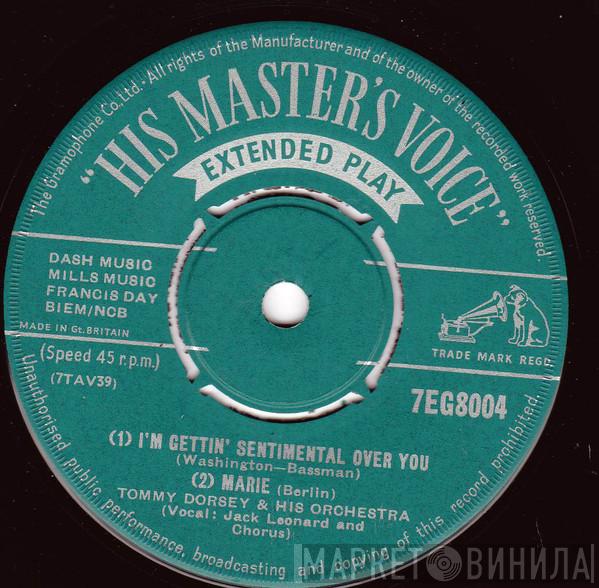 The Gramophone Co., Ltd. All rights of the Manufacturer and of the owner of the recorded work reserved.
"HIS MASTER'S VOICE"
EXTENDED PLAY
DASH MUSIC
MILLS MUSIC
FRANCIS DAY
BIEM/NCB
MADE IN Gt. BRITAIN
TRADE MARK REGD
(Speed 45 r.p.m.)
(7TAV39)
7EG8004
(1) I'M GETTIN' SENTIMENTAL OVER YOU
(Washington—Bassman)
(2) MARIE (Berlin)
TOMMY DORSEY & HIS ORCHESTRA
(Vocal: Jack Leonard and
Chorus)
Unauthorised public performance, broadcasting and copying of this record prohibited.
МАРКЕТ ВИНИЛА